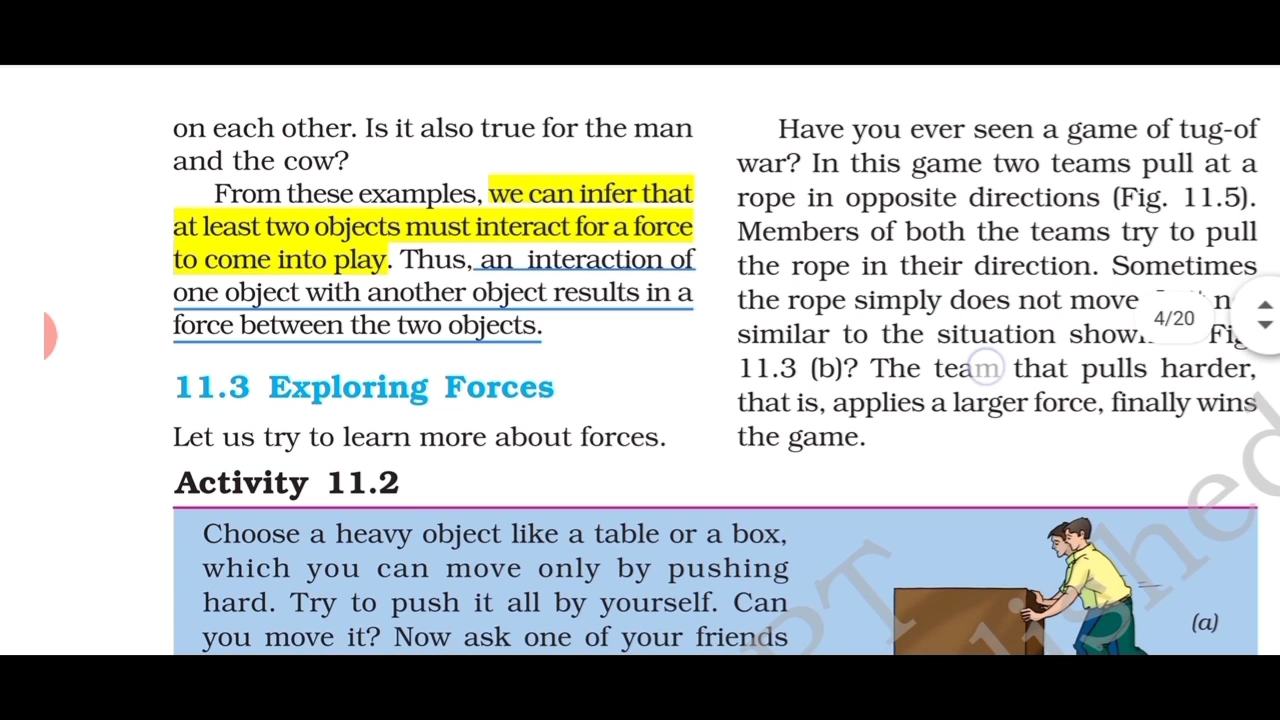 on each other. Is it also true for the man
and the cow?
From these examples, we can infer that
at least two objects must interact for a force
to come into play. Thus, an interaction of
one object with another object results in a
force between the two objects.
11.3 Exploring Forces
Let us try to learn more about forces.
Activity 11.2
Choose a heavy object like a table or a box,
which you can move only by pushing
hard. Try to push it all by yourself. Can
you move it? Now ask one of your friends
Have you ever seen a game of tug-of
war? In this game two teams pull at a
rope in opposite directions (Fig. 11.5).
Members of both the teams try to pull
the rope in their direction. Sometimes
the rope simply does not move
similar to the situation
11.3 (b)? The team that pulls harder,
that is, applies a larger force, finally wins
the game.
4/20
(a)